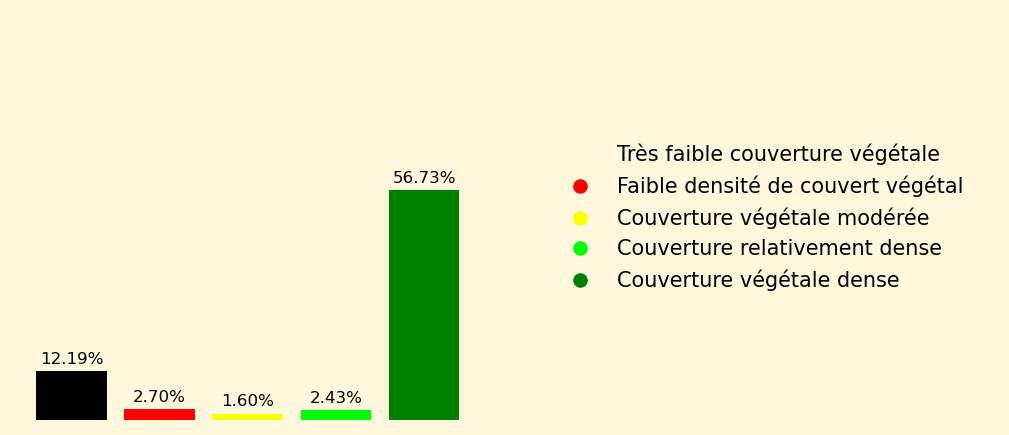 12.19%
2.70%
1.60%
2.43%
56.73%
Très faible couverture végétale
Faible densité de couvert végétal
Couverture végétale modérée
Couverture relativement dense
Couverture végétale dense